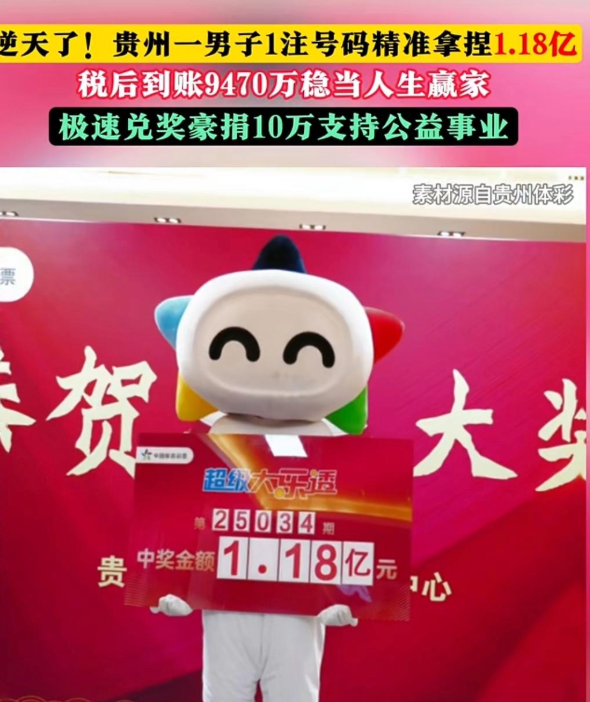 逆天了！贵州一男子1注号码精准拿捏1.18亿
税后到账9470万稳当人生赢家
极速兑奖豪捐10万支持公益事业
素材源自贵州体彩
票
恭贺 大奖
中国体育彩票
超级大乐透
第25034期
中奖金额1.18亿元
贵 中心